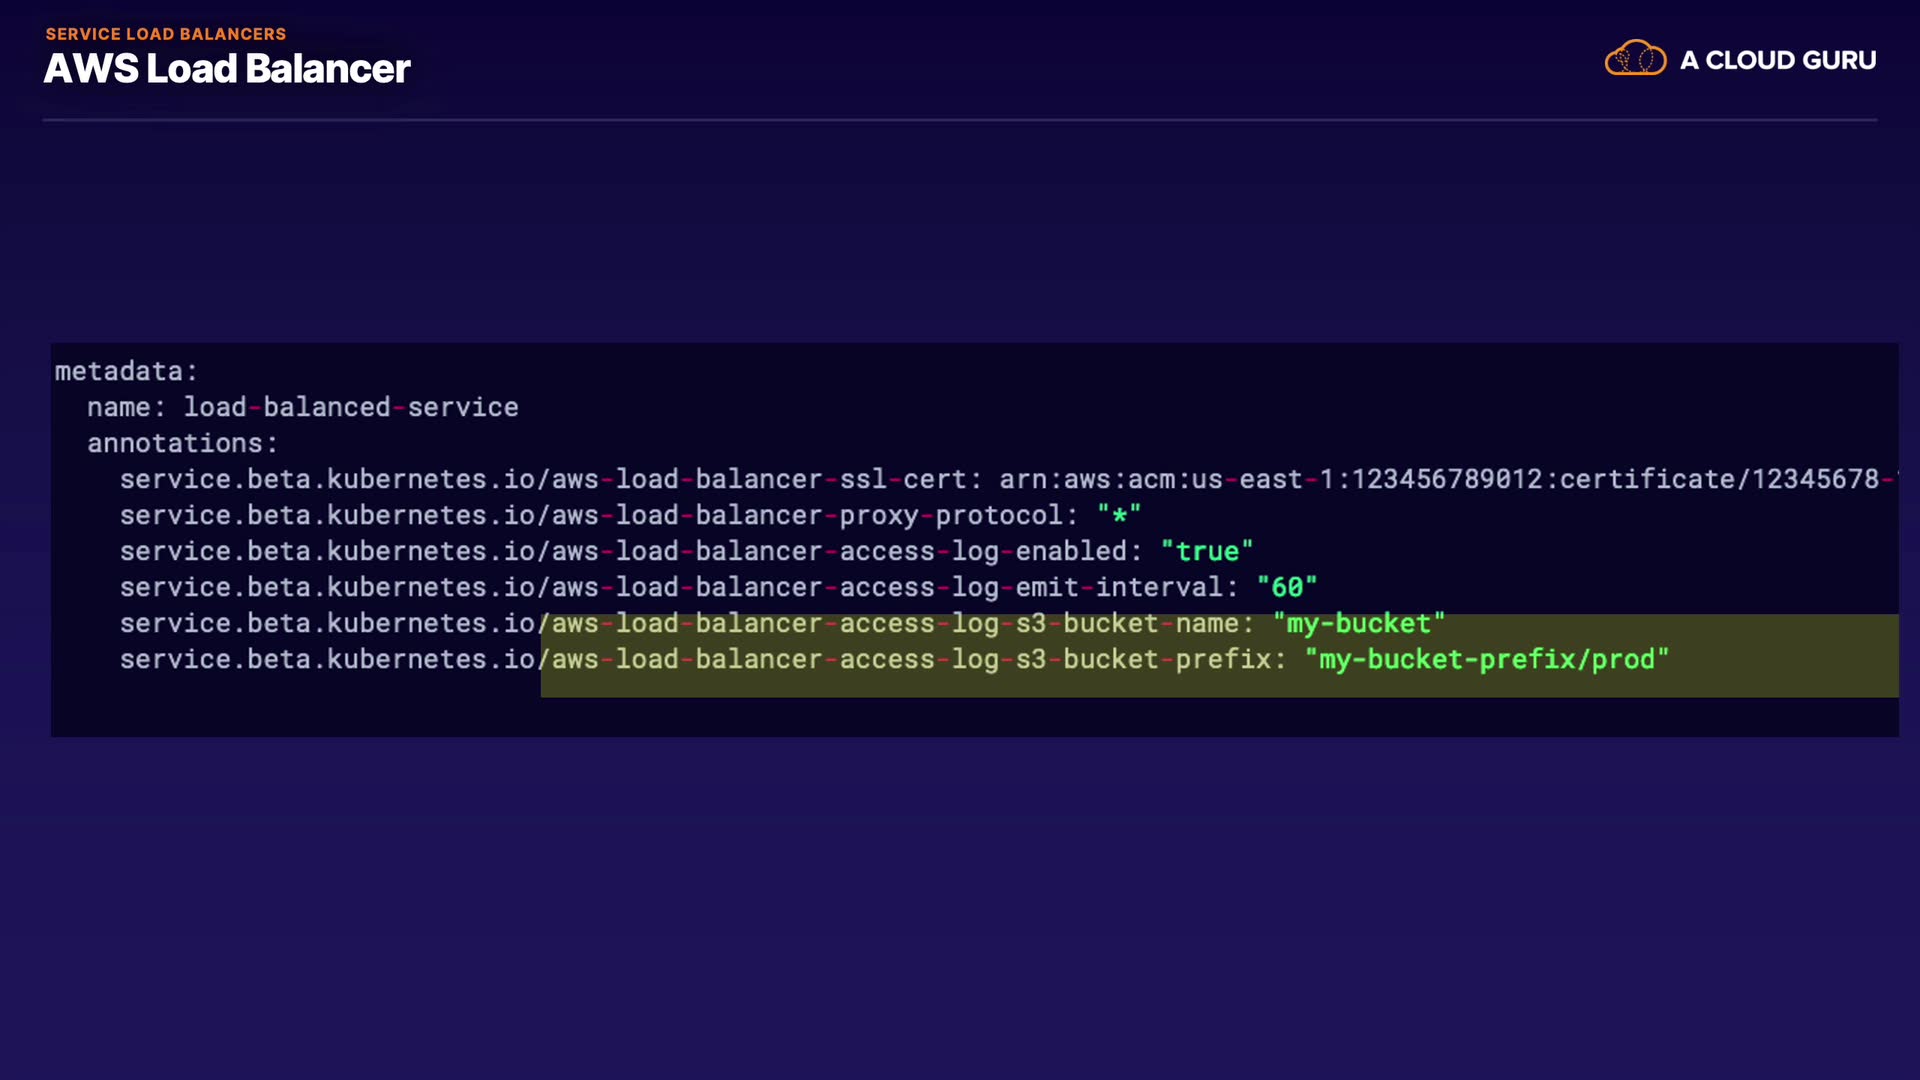 SERVICE LOAD BALANCERS
AWS Load Balancer
A CLOUD GURU
metadata:
  name: load-balanced-service
  annotations:
    service.beta.kubernetes.io/aws-load-balancer-ssl-cert: arn:aws:acm:us-east-1:123456789012:certificate/12345678-
    service.beta.kubernetes.io/aws-load-balancer-proxy-protocol: "*"
    service.beta.kubernetes.io/aws-load-balancer-access-log-enabled: "true"
    service.beta.kubernetes.io/aws-load-balancer-access-log-emit-interval: "60"
    service.beta.kubernetes.io/aws-load-balancer-access-log-s3-bucket-name: "my-bucket"
    service.beta.kubernetes.io/aws-load-balancer-access-log-s3-bucket-prefix: "my-bucket-prefix/prod"